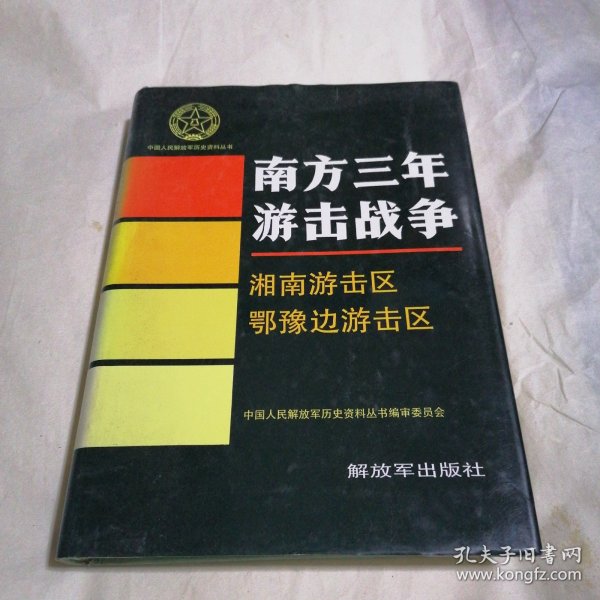 中国人民解放军历史资料丛书
南方三年
游击战争
湘南游击区
鄂豫边游击区
中国人民解放军历史资料丛书编审委员会
解放军出版社
孔夫子旧书网
www.kongfz.com